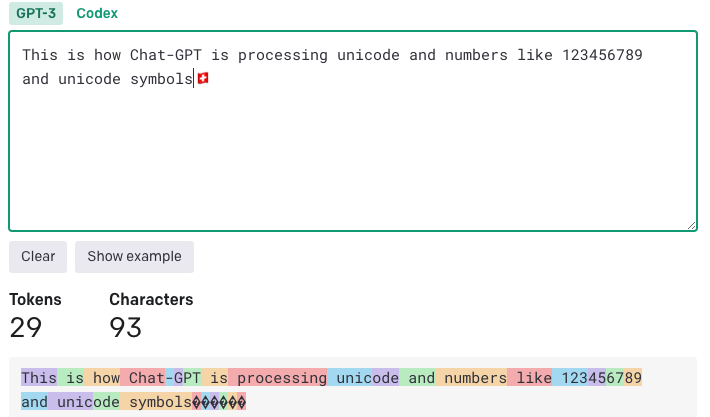 GPT-3 Codex
This is how Chat-GPT is processing unicode and numbers like 123456789
and unicode symbols🇨🇭
Clear Show example
Tokens Characters
29 93
This is how Chat-GPT is processing unicode and numbers like 123456789
and unicode symbols������